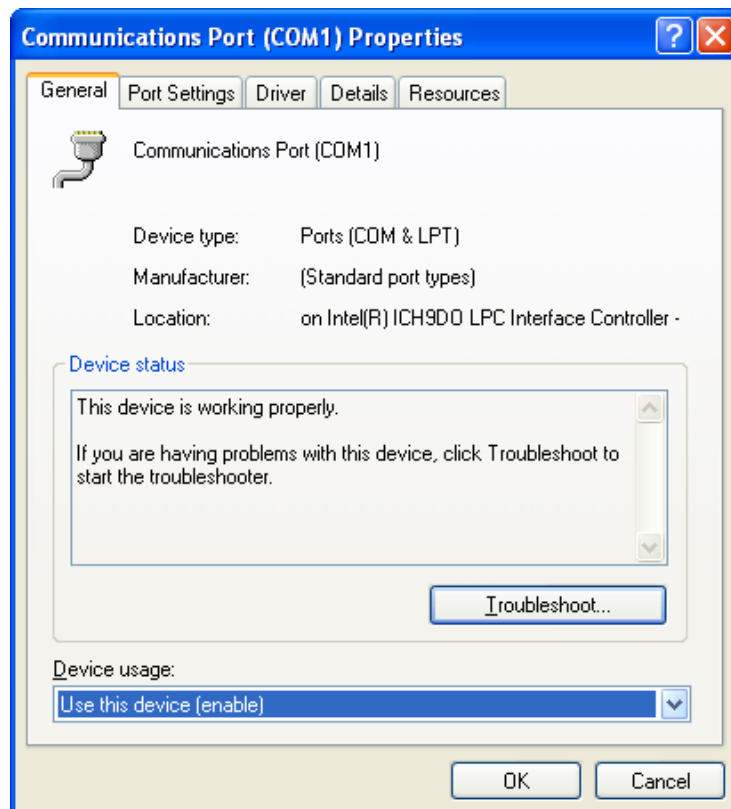 Communications Port (COM1) Properties
General Port Settings Driver Details Resources
Communications Port (COM1)
Device type: Ports (COM & LPT)
Manufacturer: (Standard port types)
Location: on Intel(R) ICH9DO LPC Interface Controller -
Device status
This device is working properly.
If you are having problems with this device, click Troubleshoot to
start the troubleshooter.
Troubleshoot...
Device usage:
Use this device (enable)
OK Cancel